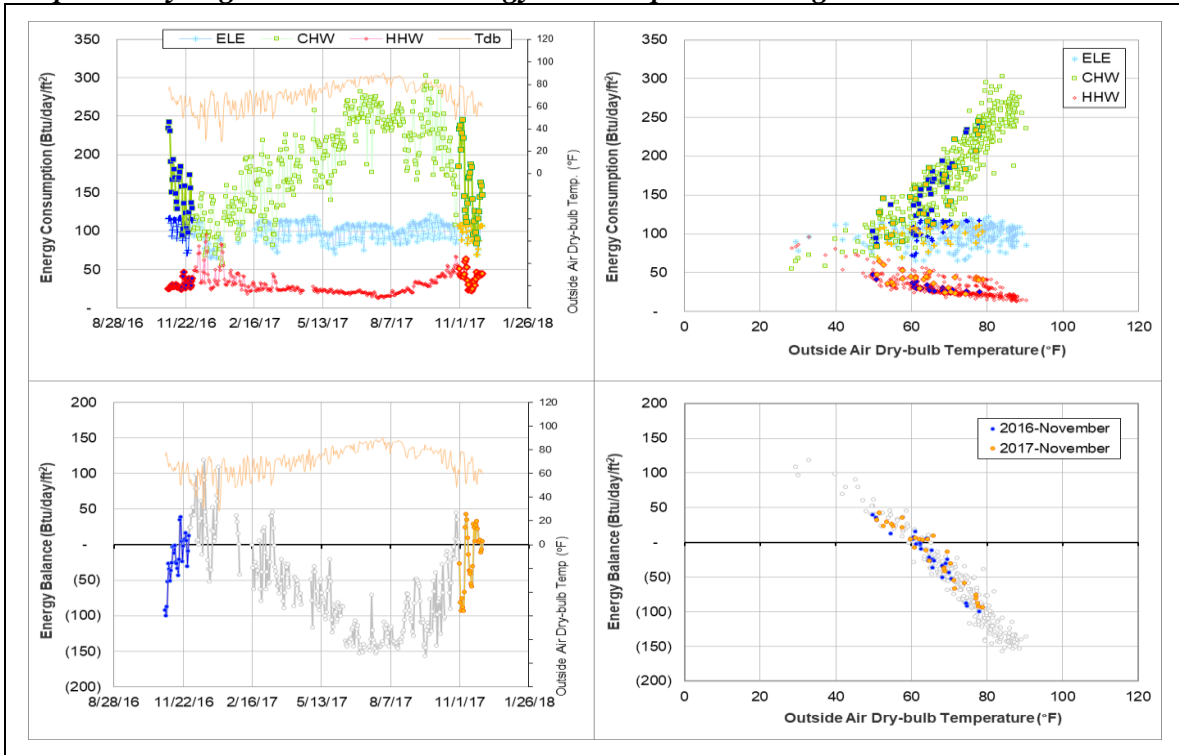 ELE CHW HHW Tdb
Energy Consumption (Btu/day/ft²)
350
300
250
200
150
100
50
-
120
100
80
60
40
20
0
Outside Air Dry-bulb Temp. (°F)
8/28/16 11/22/16 2/16/17 5/13/17 8/7/17 11/1/17 1/26/18
ELE
CHW
HHW
Energy Consumption (Btu/day/ft²)
350
300
250
200
150
100
50
-
0 20 40 60 80 100 120
Outside Air Dry-bulb Temperature (°F)
Energy Balance (Btu/day/ft²)
200
150
100
50
-
(50)
(100)
(150)
(200)
120
100
80
60
40
20
0
Outside Air Dry-bulb Temp (°F)
8/28/16 11/22/16 2/16/17 5/13/17 8/7/17 11/1/17 1/26/18
2016-November
2017-November
Energy Balance (Btu/day/ft²)
200
150
100
50
-
(50)
(100)
(150)
(200)
0 20 40 60 80 100 120
Outside Air Dry-bulb Temperature (°F)